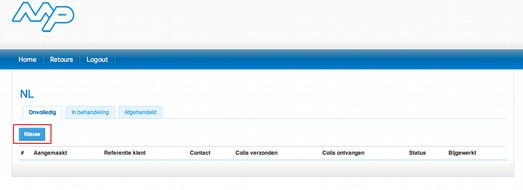 MP
Home Retours Logout
NL
Onvolledig In behandeling Afgehandeld
Nieuw
# Aangemaakt Referentie klant Contact Colis verzonden Colis ontvangen Status Bijgewerkt